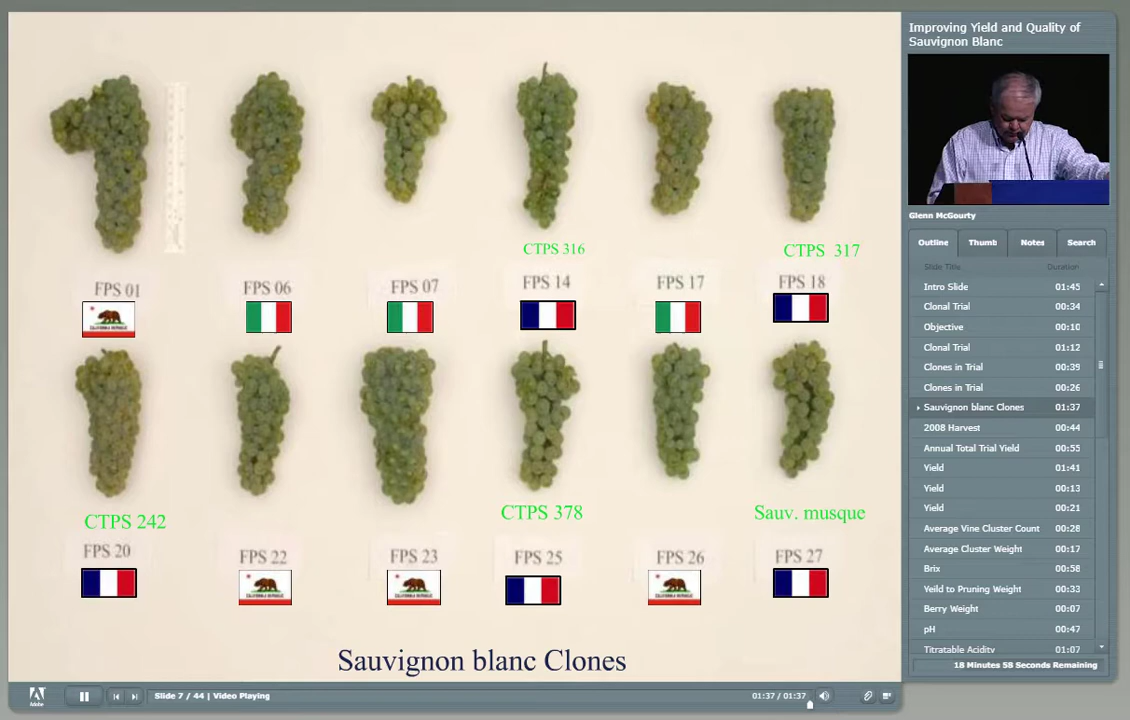 CTPS 316
CTPS 317
FPS 01
FPS 06
FPS 07
FPS 14
FPS 17
FPS 18
CTPS 242
CTPS 378
Sauv. musque
FPS 20
FPS 22
FPS 23
FPS 25
FPS 26
FPS 27
Sauvignon blanc Clones
Improving Yield and Quality of
Sauvignon Blanc
Glenn McGourty
Outline Thumb Notes Search
Slide Title Duration
Intro Slide 01:45
Clonal Trial 00:34
Objective 00:10
Clonal Trial 01:12
Clones in Trial 00:39
Clones in Trial 00:26
Sauvignon blanc Clones 01:37
2008 Harvest 00:44
Annual Total Trial Yield 00:55
Yield 01:41
Yield 00:13
Yield 00:21
Average Vine Cluster Count 00:28
Average Cluster Weight 00:17
Brix 00:58
Yeild to Pruning Weight 00:33
Berry Weight 00:07
pH 00:47
Titratable Acidity 01:07
18 Minutes 58 Seconds Remaining
Adobe
Slide 7 / 44 | Video Playing
01:37 / 01:37